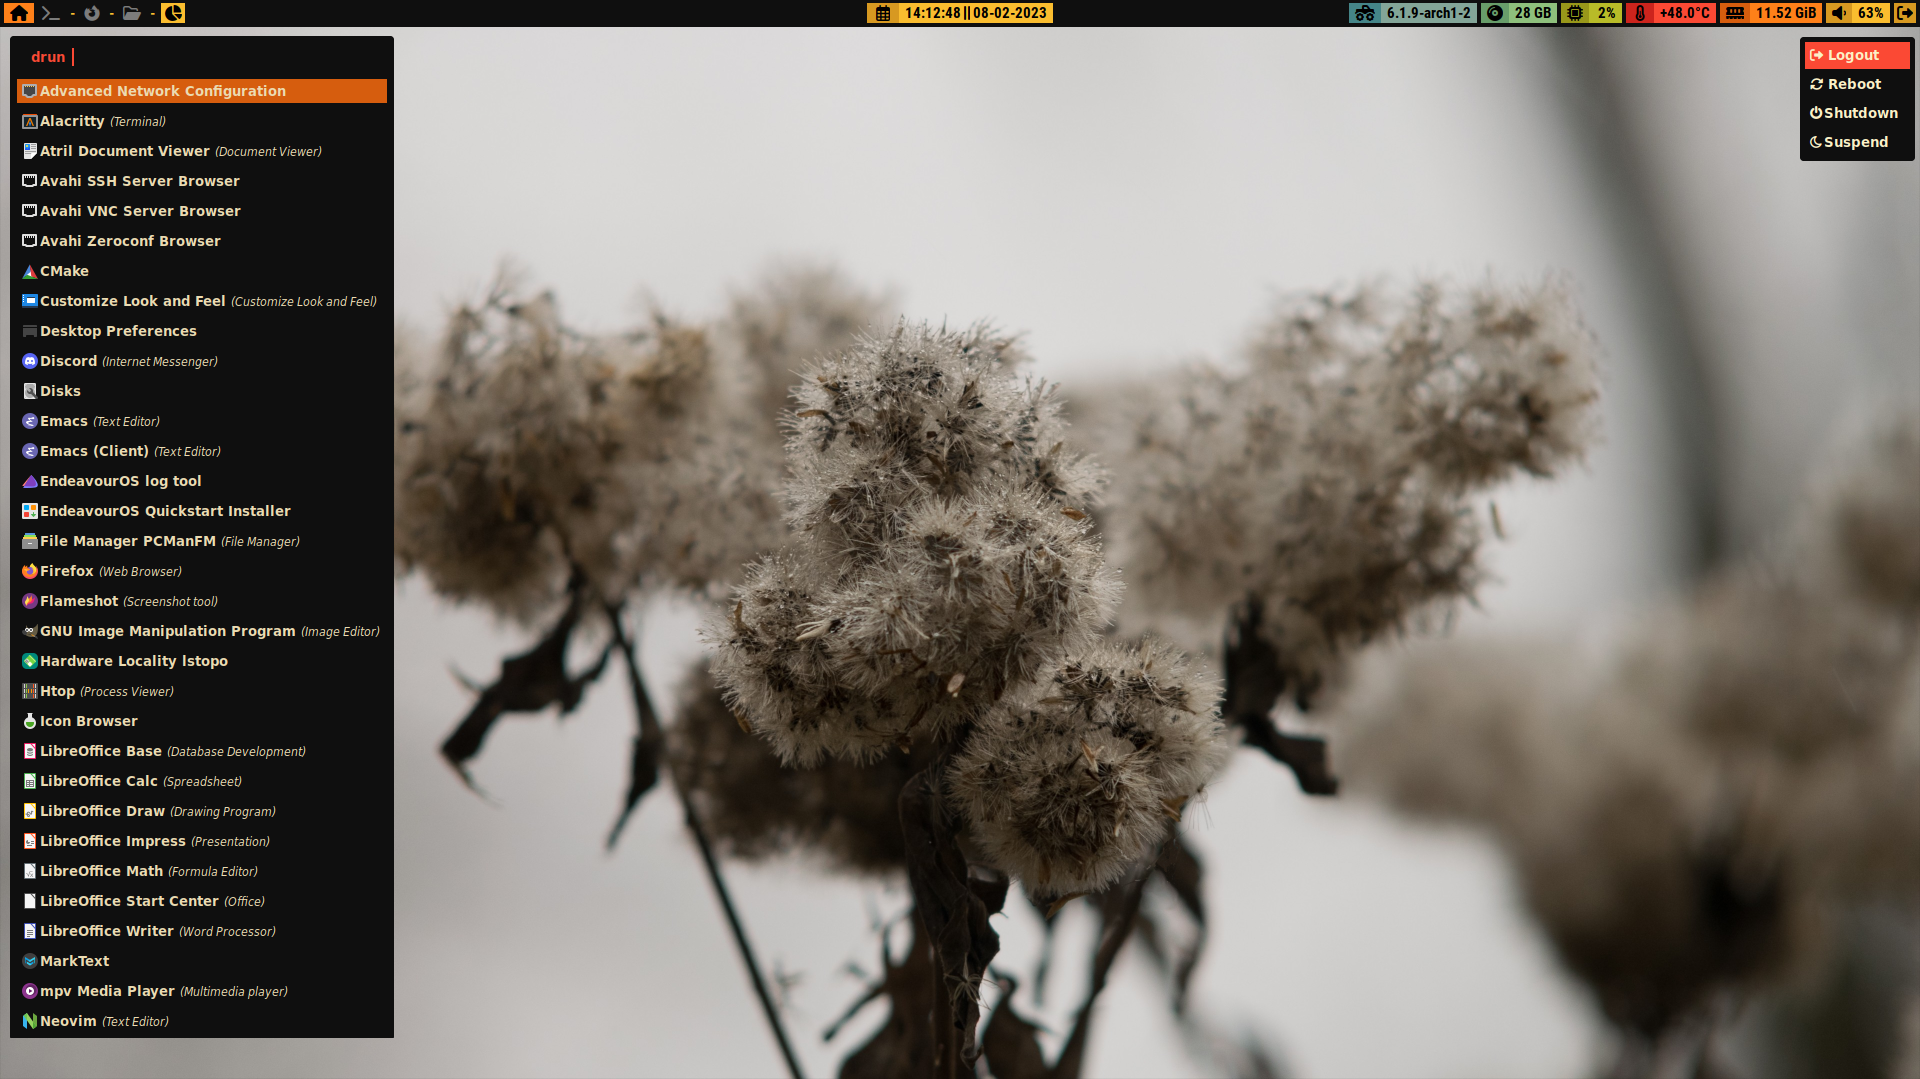 14:12:48 || 08-02-2023
6.1.9-arch1-2
28 GB
2%
+48.0°C
11.52 GiB
63%
drun
Advanced Network Configuration
Alacritty (Terminal)
Atril Document Viewer (Document Viewer)
Avahi SSH Server Browser
Avahi VNC Server Browser
Avahi Zeroconf Browser
CMake
Customize Look and Feel (Customize Look and Feel)
Desktop Preferences
Discord (Internet Messenger)
Disks
Emacs (Text Editor)
Emacs (Client) (Text Editor)
EndeavourOS log tool
EndeavourOS Quickstart Installer
File Manager PCManFM (File Manager)
Firefox (Web Browser)
Flameshot (Screenshot tool)
GNU Image Manipulation Program (Image Editor)
Hardware Locality lstopo
Htop (Process Viewer)
Icon Browser
LibreOffice Base (Database Development)
LibreOffice Calc (Spreadsheet)
LibreOffice Draw (Drawing Program)
LibreOffice Impress (Presentation)
LibreOffice Math (Formula Editor)
LibreOffice Start Center (Office)
LibreOffice Writer (Word Processor)
MarkText
mpv Media Player (Multimedia player)
Neovim (Text Editor)
Logout
Reboot
Shutdown
Suspend